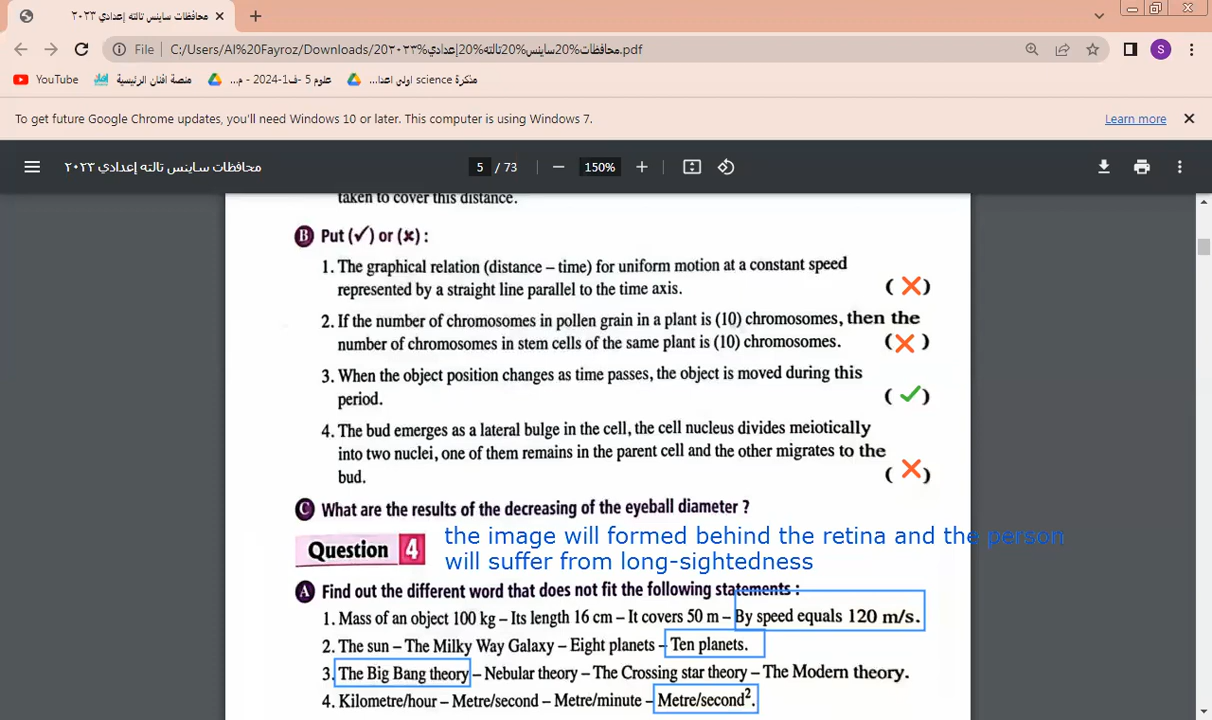 محافظات ساينس تالته إعدادي ٢٠٢٣
File
C:/Users/Al%20Fayroz/Downloads/محافظات%20ساينس%20تالته%20إعدادي%20٢٠٢٣.pdf
S
YouTube
منصة أفنان الرئيسية
علوم 5 -ف1-2024 - م...
مذكرة science اولي اعدا...
To get future Google Chrome updates, you'll need Windows 10 or later. This computer is using Windows 7.
Learn more
محافظات ساينس تالته إعدادي ٢٠٢٣
5 / 73
150%
taken to cover this distance.
B Put (✓) or (✗) :
1. The graphical relation (distance – time) for uniform motion at a constant speed
represented by a straight line parallel to the time axis. ( ✗ )
2. If the number of chromosomes in pollen grain in a plant is (10) chromosomes, then the
number of chromosomes in stem cells of the same plant is (10) chromosomes. ( ✗ )
3. When the object position changes as time passes, the object is moved during this
period. ( ✓ )
4. The bud emerges as a lateral bulge in the cell, the cell nucleus divides meiotically
into two nuclei, one of them remains in the parent cell and the other migrates to the
bud. ( ✗ )
C What are the results of the decreasing of the eyeball diameter ?
the image will formed behind the retina and the person
will suffer from long-sightedness
Question 4
A Find out the different word that does not fit the following statements :
1. Mass of an object 100 kg – Its length 16 cm – It covers 50 m – By speed equals 120 m/s.
2. The sun – The Milky Way Galaxy – Eight planets – Ten planets.
3. The Big Bang theory – Nebular theory – The Crossing star theory – The Modern theory.
4. Kilometre/hour – Metre/second – Metre/minute – Metre/second².